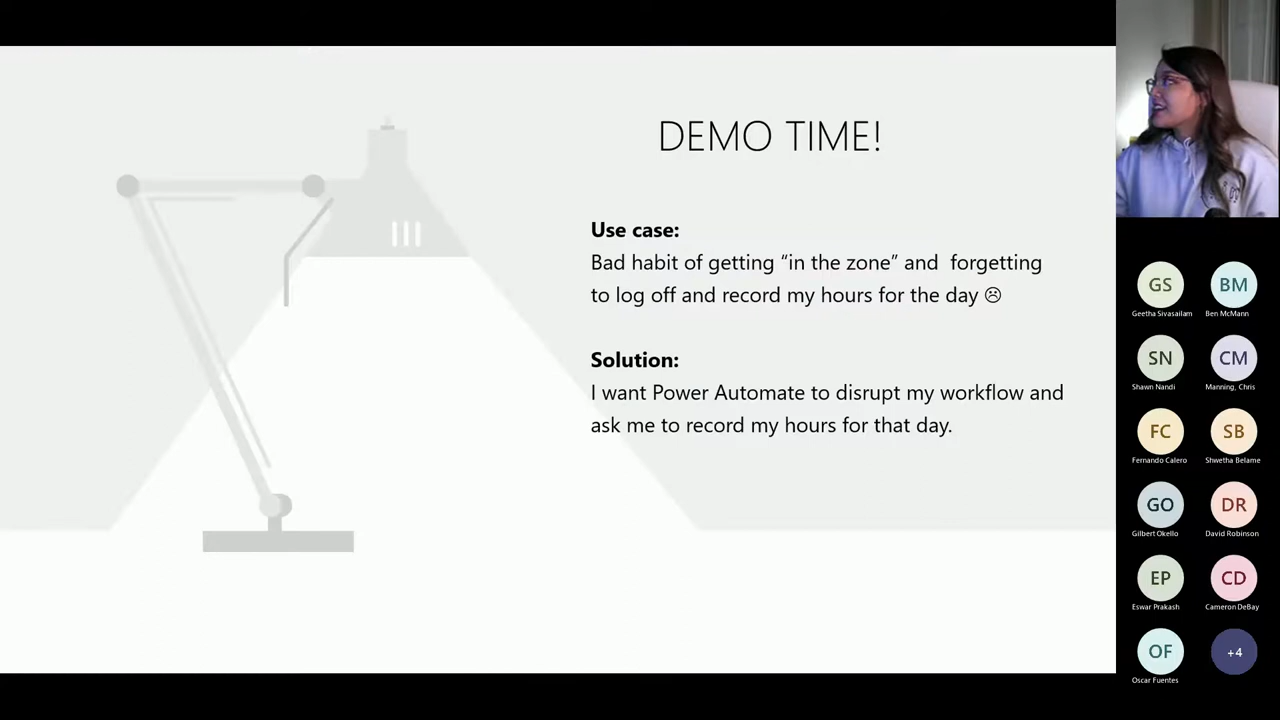 DEMO TIME!
Use case:
Bad habit of getting “in the zone” and  forgetting
to log off and record my hours for the day ☹
Solution:
I want Power Automate to disrupt my workflow and
ask me to record my hours for that day.
GS
Geetha Sivasailam
BM
Ben McMann
SN
Shawn Nandi
CM
Manning, Chris
FC
Fernando Calero
SB
Shwetha Belame
GO
Gilbert Okello
DR
David Robinson
EP
Eswar Prakash
CD
Cameron DeBay
OF
Oscar Fuentes
+4